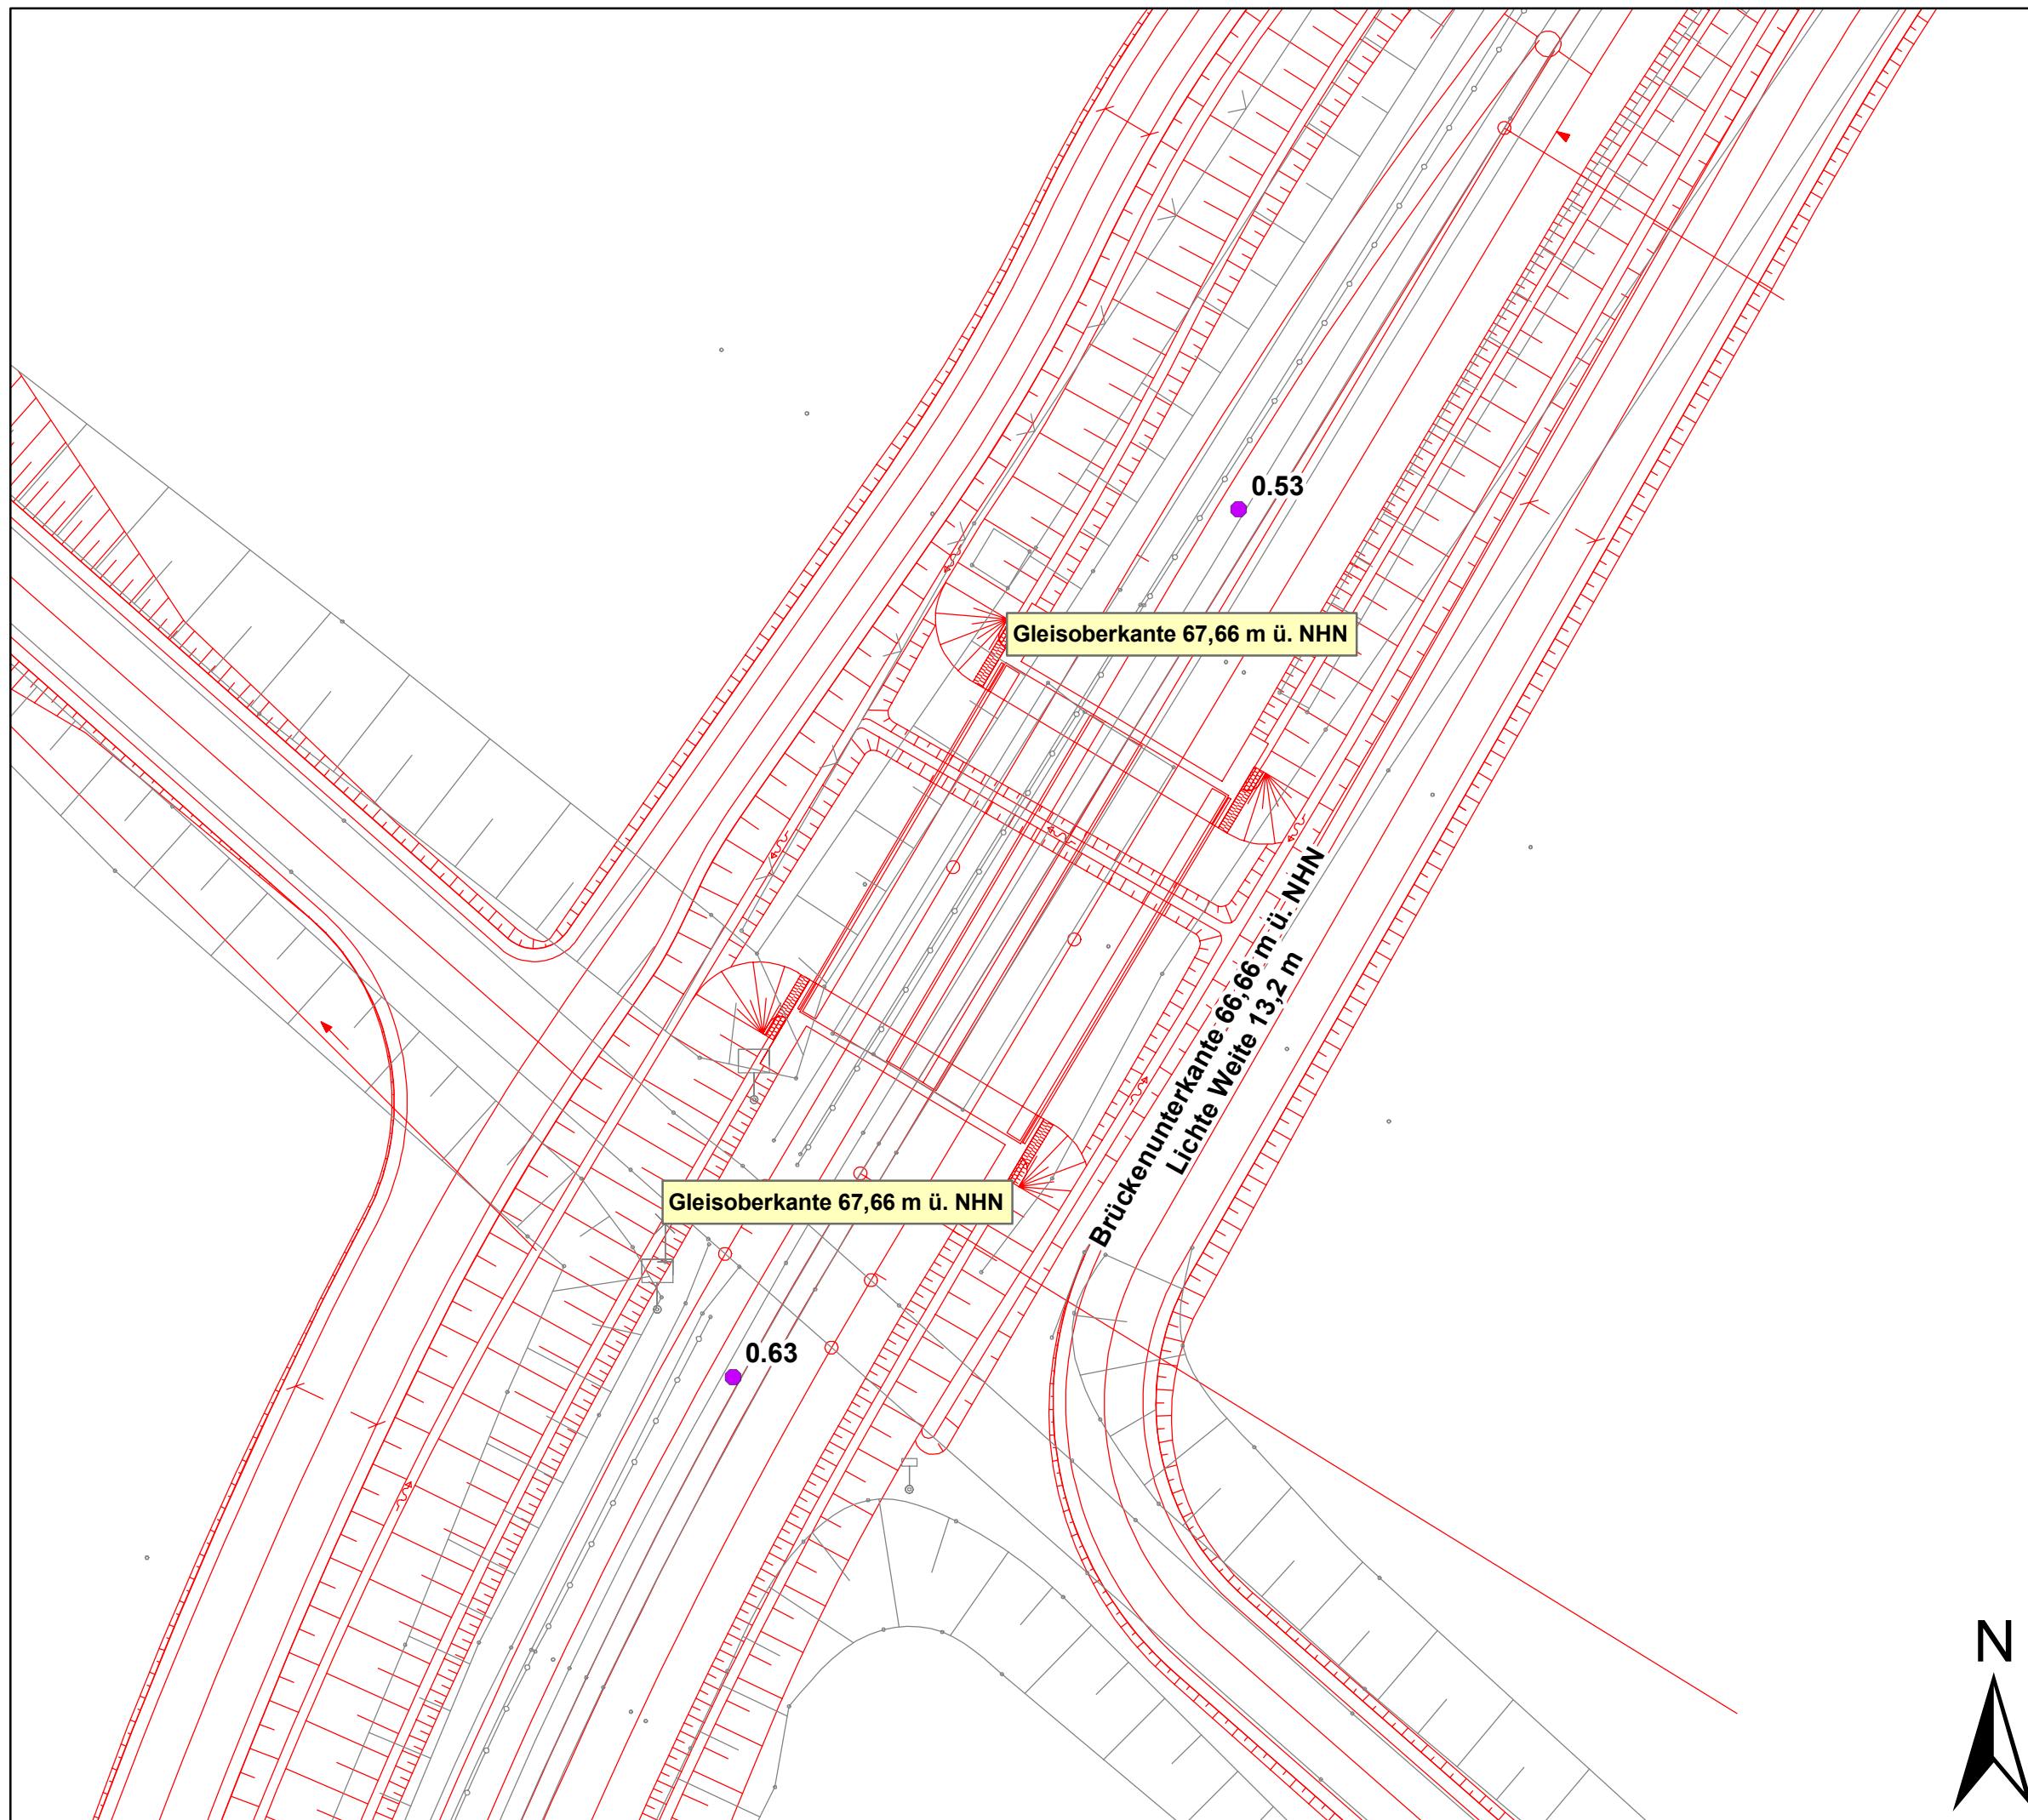 0.53
Gleisoberkante 67,66 m ü. NHN
Brückenunterkante 66,66 m ü. NHN
Lichte Weite 13,2 m
Gleisoberkante 67,66 m ü. NHN
0.63
N